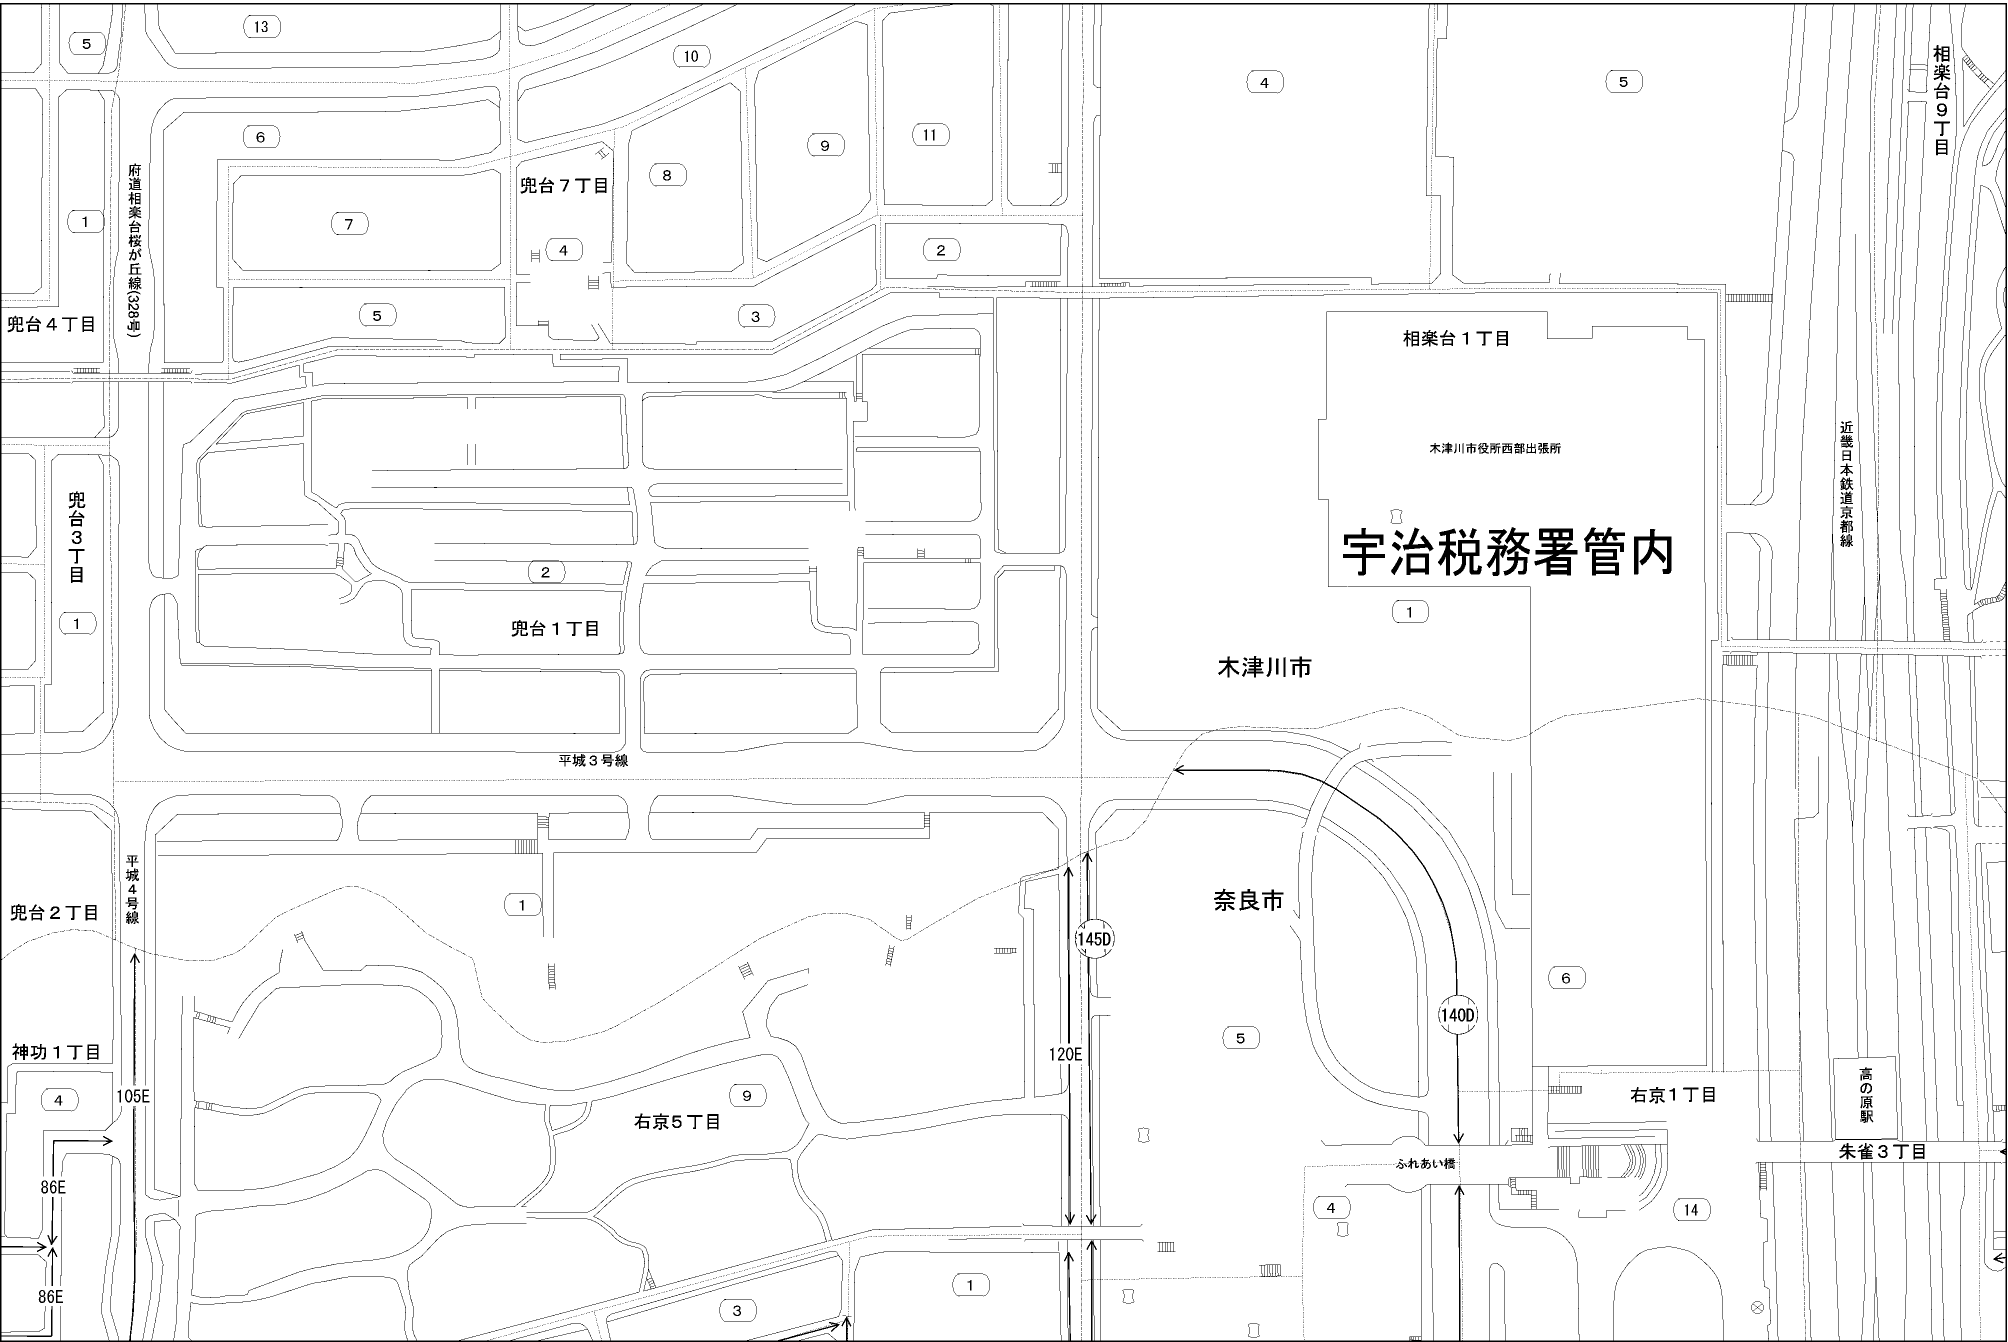 13
5
10
4
5
相楽台9丁目
6
11
9
8
兜台7丁目
1
7
4
2
府道相楽台桜が丘線(328号)
5
3
兜台4丁目
相楽台1丁目
木津川市役所西部出張所
近畿日本鉄道京都線
兜台3丁目
宇治税務署管内
2
1
1
兜台1丁目
木津川市
平城3号線
平城4号線
兜台2丁目
1
奈良市
145D
6
140D
5
神功1丁目
120E
4
105E
9
右京5丁目
右京1丁目
高の原駅
朱雀3丁目
ふれあい橋
86E
4
14
86E
1
3